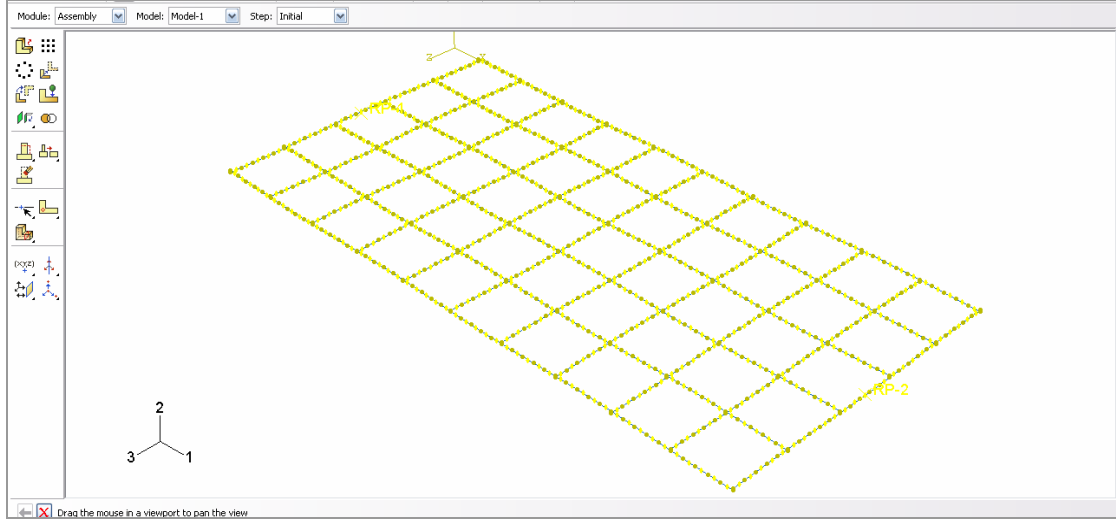 Module: Assembly Model: Model-1 Step: Initial
Z
RP-1
(XYZ)
RP-2
2
3 1
Drag the mouse in a viewport to pan the view